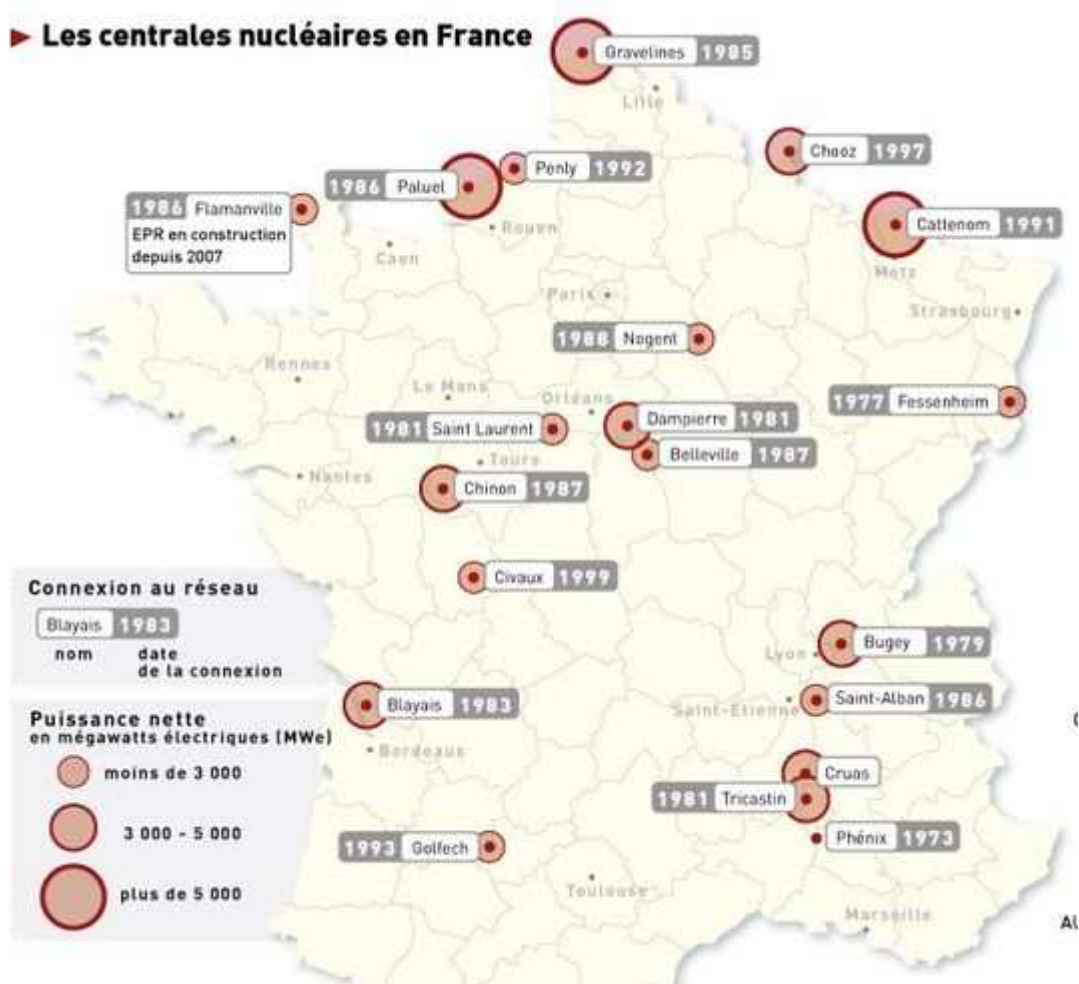 Les centrales nucléaires en France
Gravelines 1985
Lille
Chooz 1997
Penly 1992
1986 Paluel
1986 Flamanville
EPR en construction
depuis 2007
Rouen
Caen
Cattenom 1991
Metz
Paris
Strasbourg
1988 Nogent
Rennes
Le Mans
Orléans
1977 Fessenheim
Dampierre 1981
1981 Saint Laurent
Belleville 1987
Tours
Nantes
Chinon 1987
Civaux 1999
Connexion au réseau
Blayais 1983
nom date
de la connexion
Bugey 1979
Lyon
Saint-Alban 1986
Saint-Etienne
Blayais 1983
Bordeaux
Puissance nette
en mégawatts électriques (MWe)
moins de 3 000
3 000 - 5 000
plus de 5 000
Cruas
1981 Tricastin
Phénix 1973
1993 Golfech
Toulouse
Marseille
AU